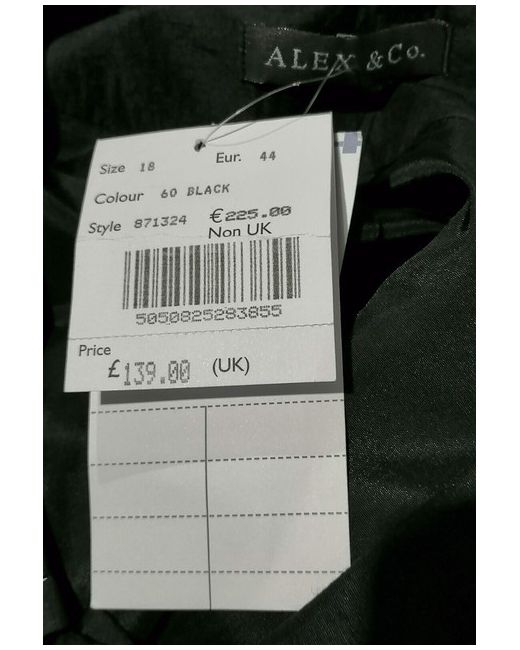 ALEX & Co.
Size 18 Eur. 44
Colour 60 BLACK
Style 871324 €225.00
Non UK
5050825283855
Price
£139.00 (UK)